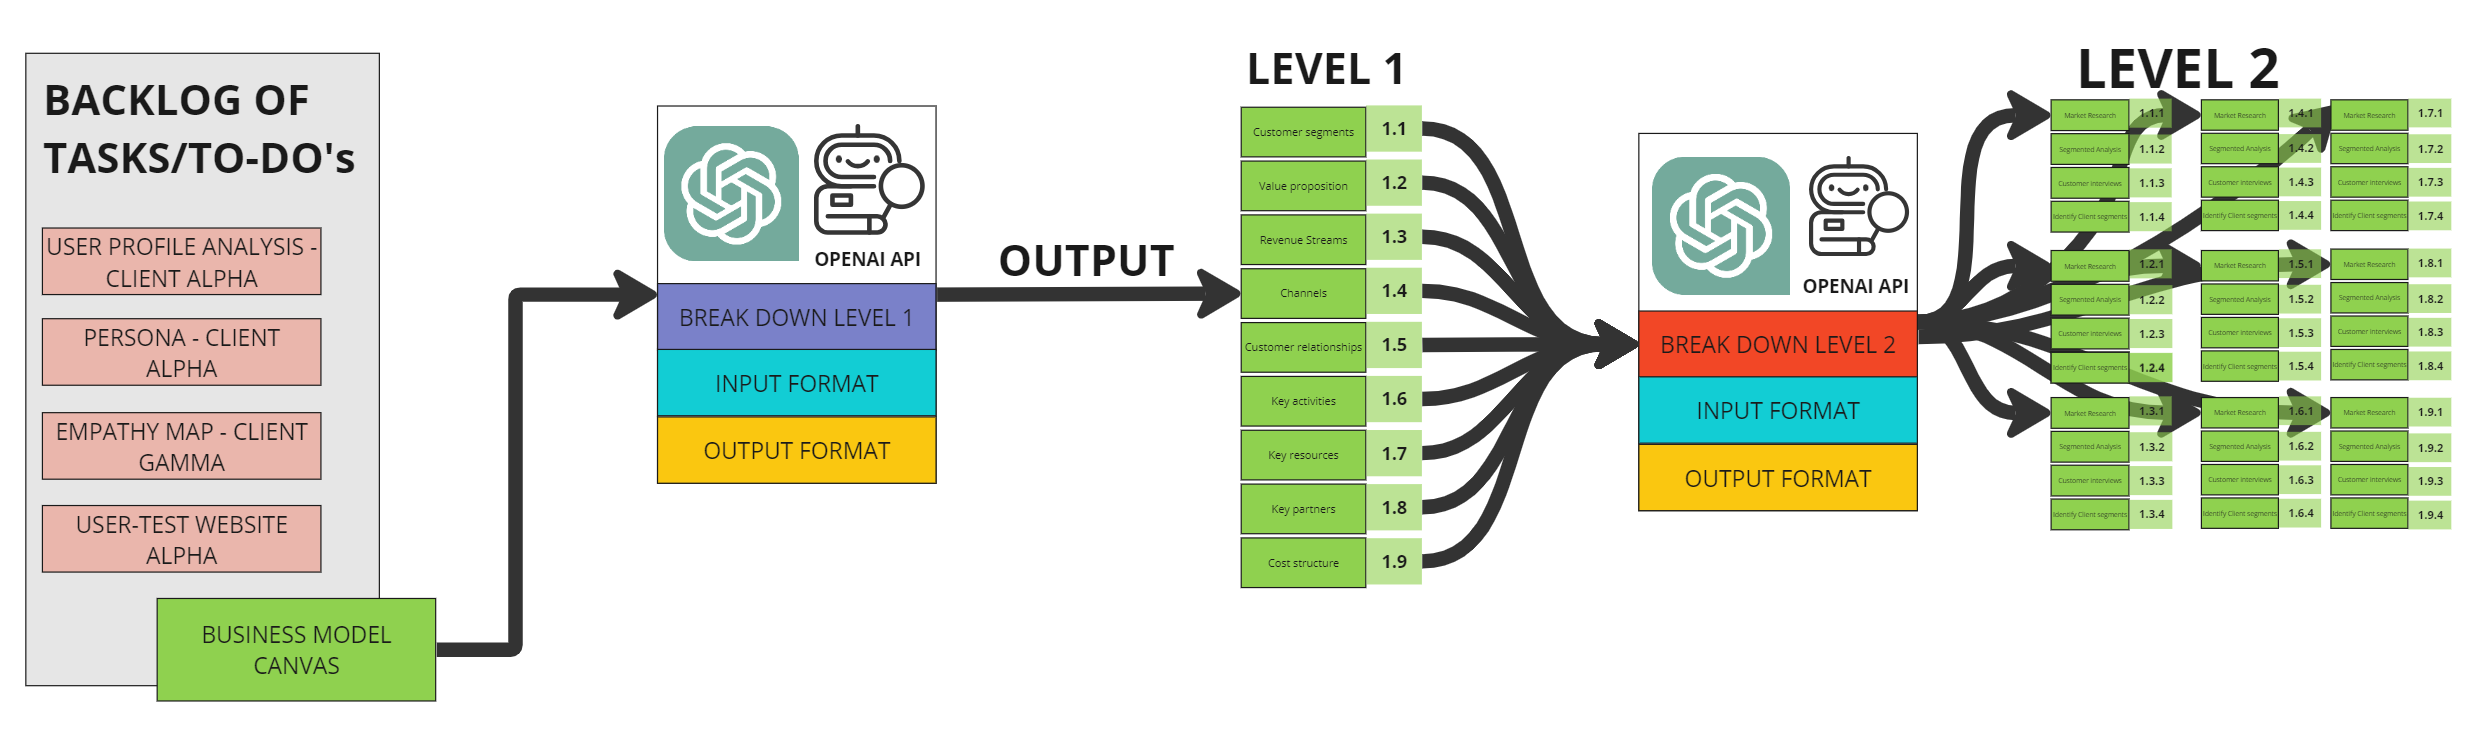 BACKLOG OF
TASKS/TO-DO's
USER PROFILE ANALYSIS -
CLIENT ALPHA
PERSONA - CLIENT
ALPHA
EMPATHY MAP - CLIENT
GAMMA
USER-TEST WEBSITE
ALPHA
BUSINESS MODEL
CANVAS
OPENAI API
BREAK DOWN LEVEL 1
INPUT FORMAT
OUTPUT FORMAT
OUTPUT
LEVEL 1
Customer segments 1.1
Value proposition 1.2
Revenue Streams 1.3
Channels 1.4
Customer relationships 1.5
Key activities 1.6
Key resources 1.7
Key partners 1.8
Cost structure 1.9
OPENAI API
BREAK DOWN LEVEL 2
INPUT FORMAT
OUTPUT FORMAT
LEVEL 2
Market Research 1.1.1
Segmented Analysis 1.1.2
Customer interviews 1.1.3
Identify Client segments 1.1.4
Market Research 1.2.1
Segmented Analysis 1.2.2
Customer interviews 1.2.3
Identify Client segments 1.2.4
Market Research 1.3.1
Segmented Analysis 1.3.2
Customer interviews 1.3.3
Identify Client segments 1.3.4
Market Research 1.4.1
Segmented Analysis 1.4.2
Customer interviews 1.4.3
Identify Client segments 1.4.4
Market Research 1.5.1
Segmented Analysis 1.5.2
Customer interviews 1.5.3
Identify Client segments 1.5.4
Market Research 1.6.1
Segmented Analysis 1.6.2
Customer interviews 1.6.3
Identify Client segments 1.6.4
Market Research 1.7.1
Segmented Analysis 1.7.2
Customer interviews 1.7.3
Identify Client segments 1.7.4
Market Research 1.8.1
Segmented Analysis 1.8.2
Customer interviews 1.8.3
Identify Client segments 1.8.4
Market Research 1.9.1
Segmented Analysis 1.9.2
Customer interviews 1.9.3
Identify Client segments 1.9.4